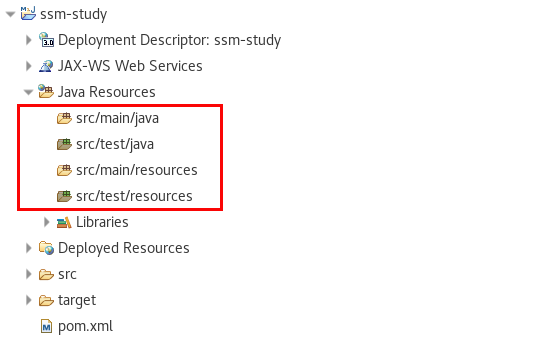 ssm-study
Deployment Descriptor: ssm-study
JAX-WS Web Services
Java Resources
src/main/java
src/test/java
src/main/resources
src/test/resources
Libraries
Deployed Resources
src
target
pom.xml